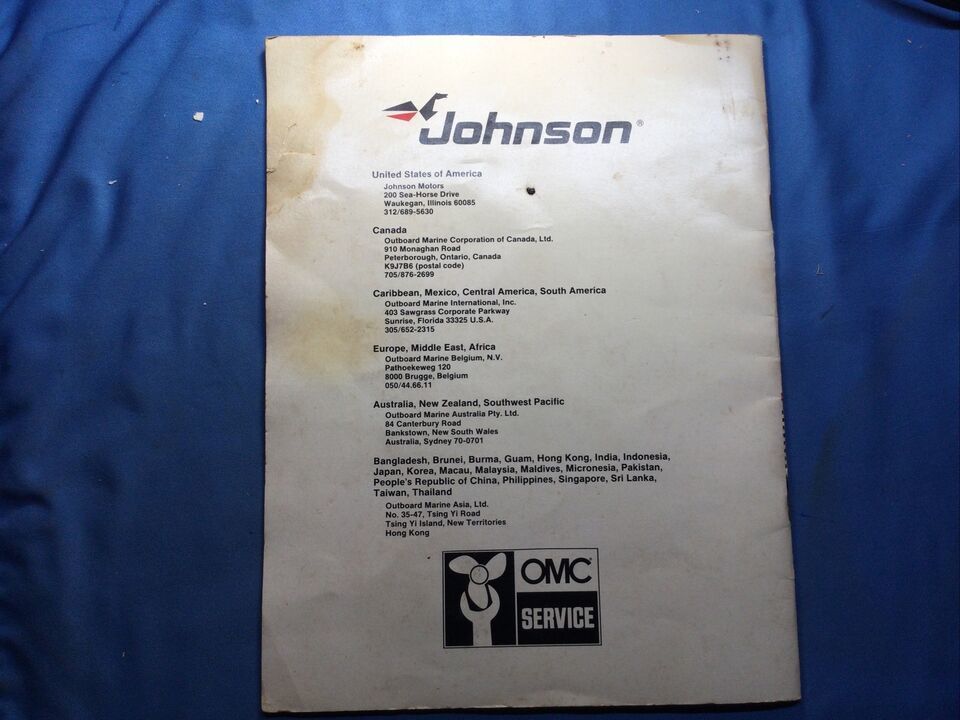 Johnson®
United States of America
Johnson Motors
200 Sea-Horse Drive
Waukegan, Illinois 60085
312/689-5630
Canada
Outboard Marine Corporation of Canada, Ltd.
910 Monaghan Road
Peterborough, Ontario, Canada
K9J7B6 (postal code)
705/876-2699
Caribbean, Mexico, Central America, South America
Outboard Marine International, Inc.
403 Sawgrass Corporate Parkway
Sunrise, Florida 33325 U.S.A.
305/652-2315
Europe, Middle East, Africa
Outboard Marine Belgium, N.V.
Pathoekeweg 120
8000 Brugge, Belgium
050/44.66.11
Australia, New Zealand, Southwest Pacific
Outboard Marine Australia Pty. Ltd.
84 Canterbury Road
Bankstown, New South Wales
Australia, Sydney 70-0701
Bangladesh, Brunei, Burma, Guam, Hong Kong, India, Indonesia,
Japan, Korea, Macau, Malaysia, Maldives, Micronesia, Pakistan,
People's Republic of China, Philippines, Singapore, Sri Lanka,
Taiwan, Thailand
Outboard Marine Asia, Ltd.
No. 35-47, Tsing Yi Road
Tsing Yi Island, New Territories
Hong Kong
OMC
SERVICE